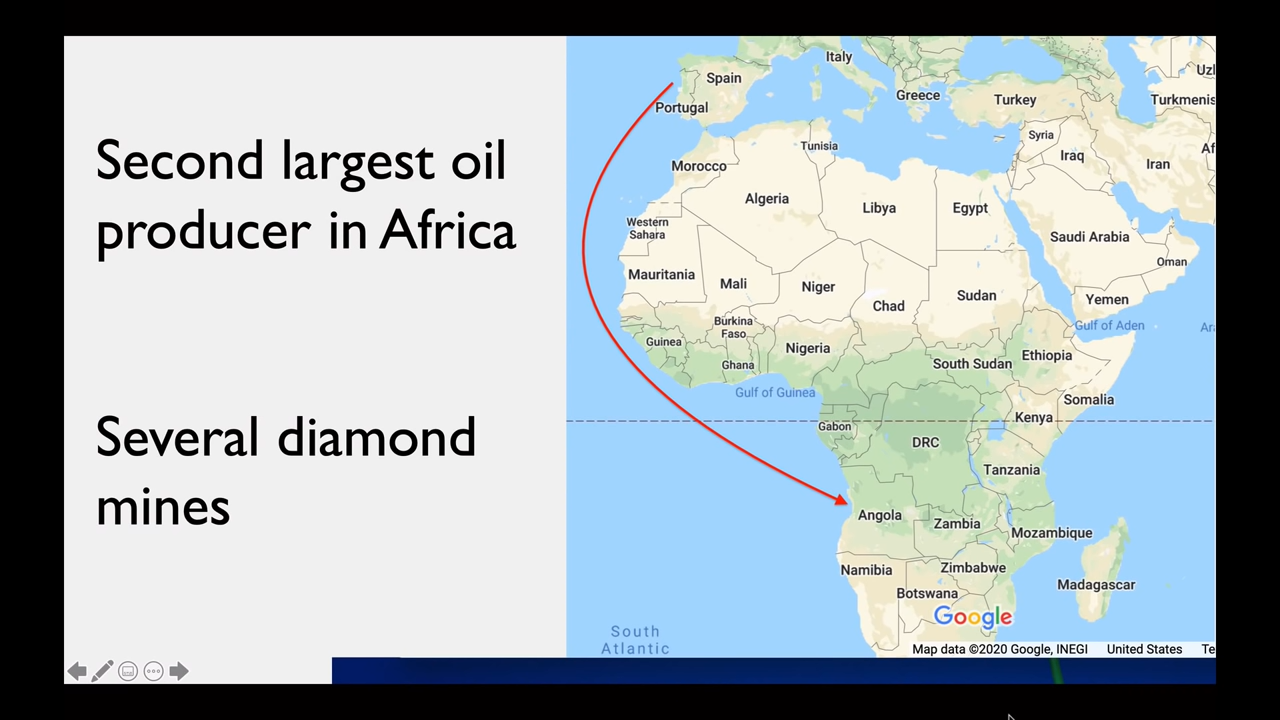 Second largest oil
producer in Africa
Several diamond
mines
Italy
Spain
Uzl
Portugal
Greece
Turkey
Turkmenis
Tunisia
Syria
Morocco
Iraq
Iran
Af
Algeria
Libya
Egypt
Western
Sahara
Saudi Arabia
Oman
Mauritania
Mali
Niger
Chad
Sudan
Yemen
Burkina
Faso
Gulf of Aden
Ara
Guinea
Nigeria
Ghana
South Sudan
Ethiopia
Gulf of Guinea
Somalia
Kenya
Gabon
DRC
Tanzania
Angola
Zambia
Mozambique
Namibia
Zimbabwe
Botswana
Madagascar
Google
South
Atlantic
Map data ©2020 Google, INEGI United States Te